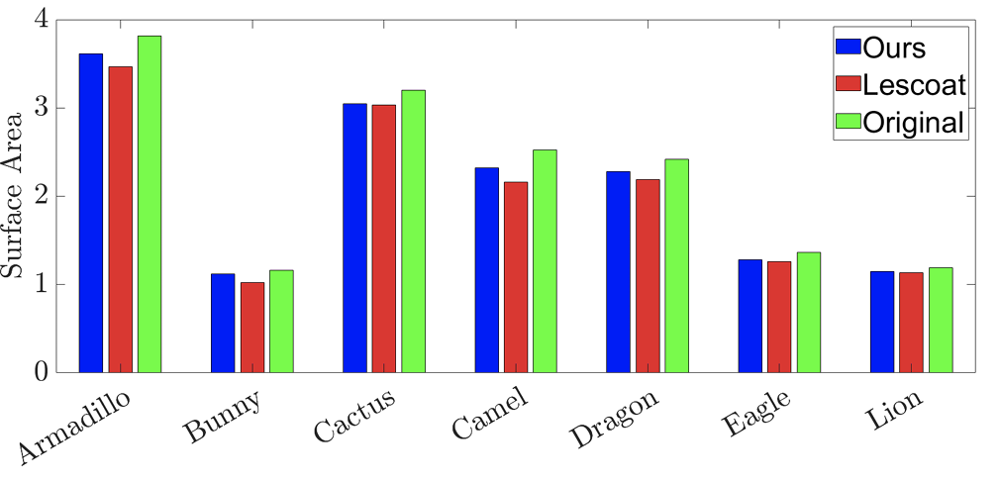 Surface Area
4
3
2
1
0
Ours
Lescoat
Original
Armadillo
Bunny
Cactus
Camel
Dragon
Eagle
Lion